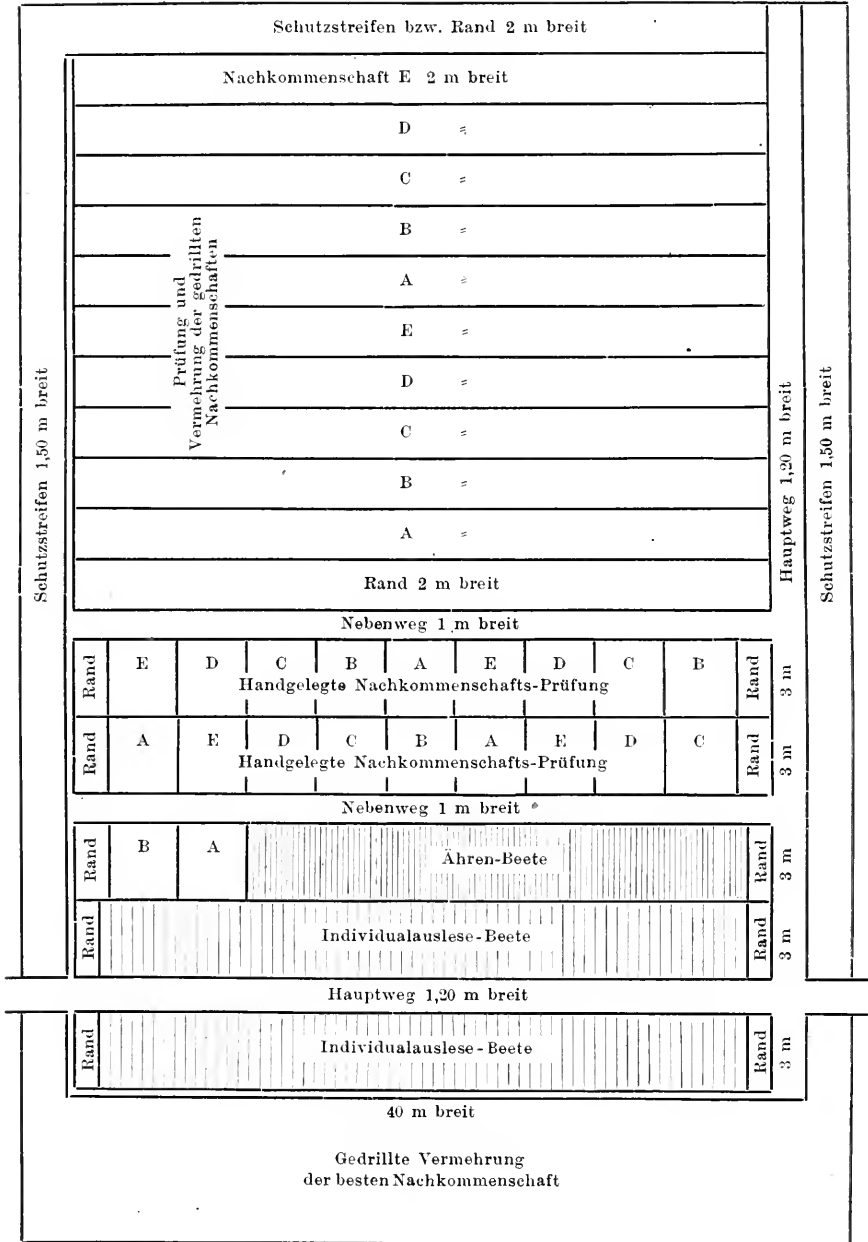 Schutzstreifen bzw. Rand 2 m breit
Nachkommenschaft E 2 m breit
D =
C =
B =
A =
E =
D =
C =
B =
A =
Prüfung und
Vermehrung der gedrillten
Nachkommenschaften
Schutzstreifen 1,50 m breit
Hauptweg 1,20 m breit
Schutzstreifen 1,50 m breit
Rand 2 m breit
Nebenweg 1 m breit
Rand E D C B A E D C B Rand 3 m
Handgelegte Nachkommenschafts-Prüfung
Rand A E D C B A E D C Rand 3 m
Handgelegte Nachkommenschafts-Prüfung
Nebenweg 1 m breit
Rand B A Ähren-Beete Rand 3 m
Rand Individualauslese-Beete Rand 3 m
Hauptweg 1,20 m breit
Rand Individualauslese-Beete Rand 3 m
40 m breit
Gedrillte Vermehrung
der besten Nachkommenschaft